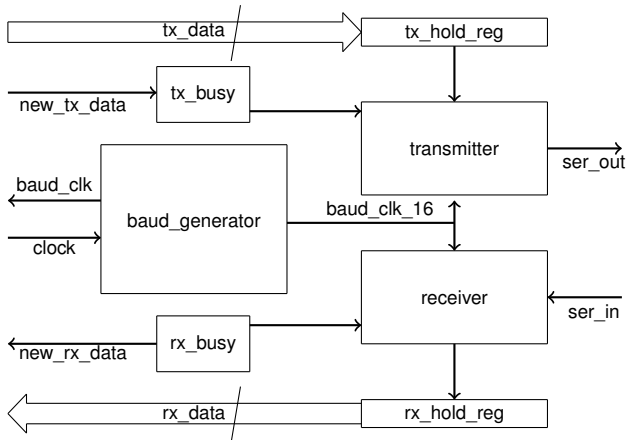 tx_data
tx_hold_reg
new_tx_data
tx_busy
transmitter
ser_out
baud_clk
baud_generator
baud_clk_16
clock
receiver
ser_in
new_rx_data
rx_busy
rx_data
rx_hold_reg